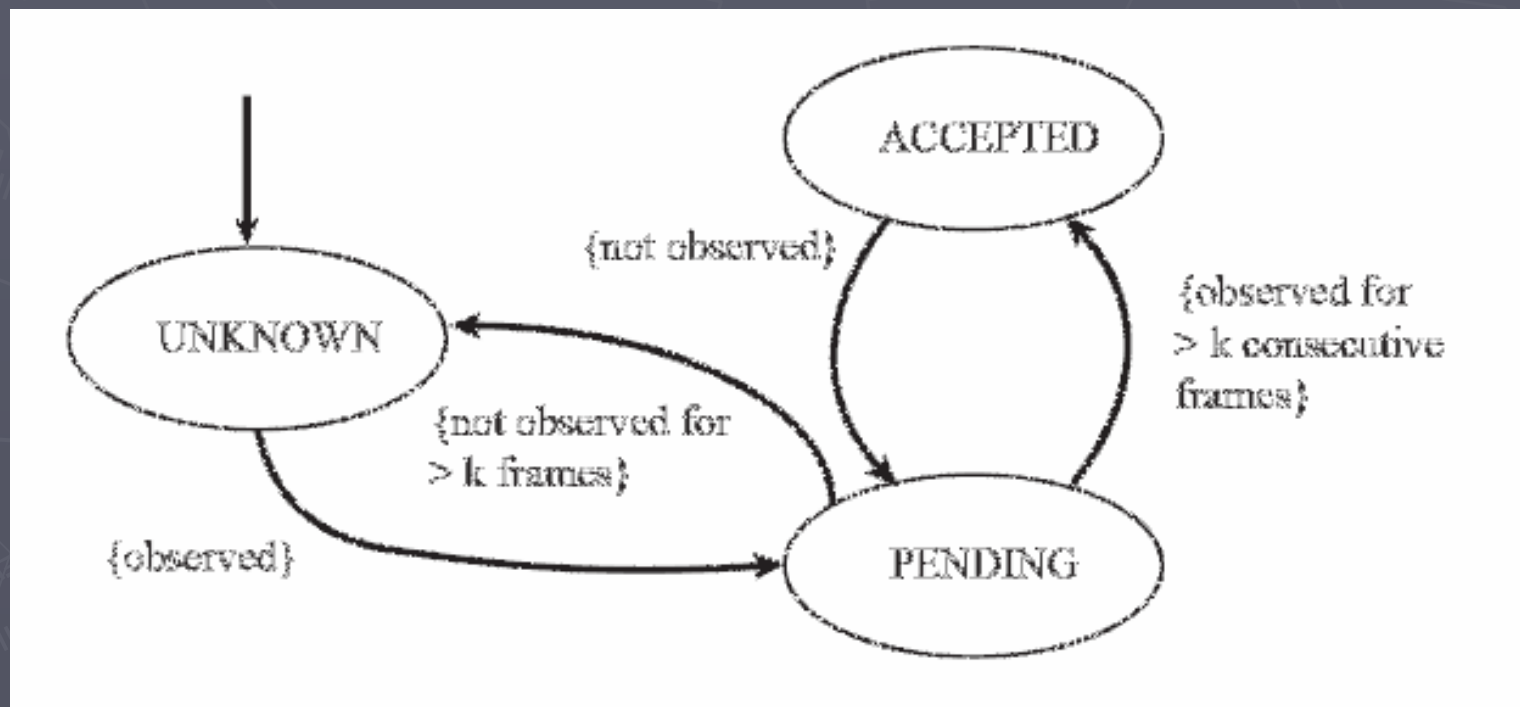 ACCEPTED
{not observed}
{observed for
> k consecutive
frames}
UNKNOWN
{not observed for
> k frames}
{observed}
PENDING